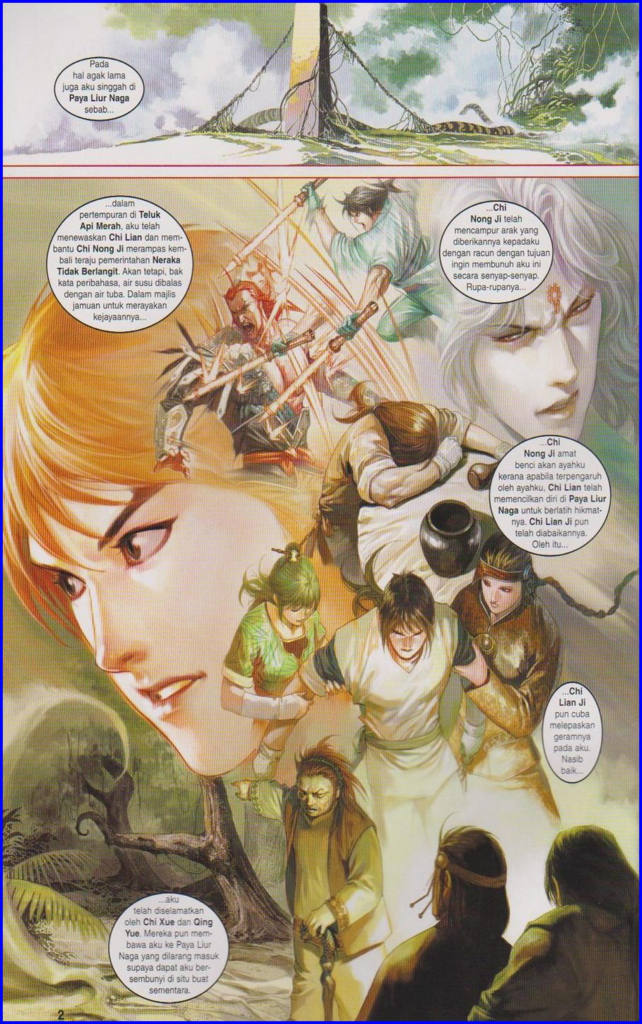 Pada
hal agak lama
juga aku singgah di
Paya Liur Naga
sebab...
...dalam
pertempuran di Teluk
Api Merah, aku telah
menewaskan Chi Lian dan mem-
bantu Chi Nong Ji merampas kem-
bali teraju pemerintahan Neraka
Tidak Berlangit. Akan tetapi, bak
kata peribahasa, air susu dibalas
dengan air tuba. Dalam majlis
jamuan untuk merayakan
kejayaannya...
...Chi
Nong Ji telah
mencampur arak yang
diberikannya kepadaku
dengan racun dengan tujuan
ingin membunuh aku ini
secara senyap-senyap.
Rupa-rupanya...
...Chi
Nong Ji amat
benci akan ayahku
kerana apabila terpengaruh
oleh ayahku, Chi Lian telah
memencilkan diri di Paya Liur
Naga untuk berlatih hikmat-
nya. Chi Lian Ji pun
telah diabaikannya.
Oleh itu...
...Chi
Lian Ji
pun cuba
melepaskan
geramnya
pada aku.
Nasib
baik...
...aku
telah diselamatkan
oleh Chi Xue dan Qing
Yue. Mereka pun mem-
bawa aku ke Paya Liur
Naga yang dilarang masuk
supaya dapat aku ber-
sembunyi di situ buat
sementara.
2